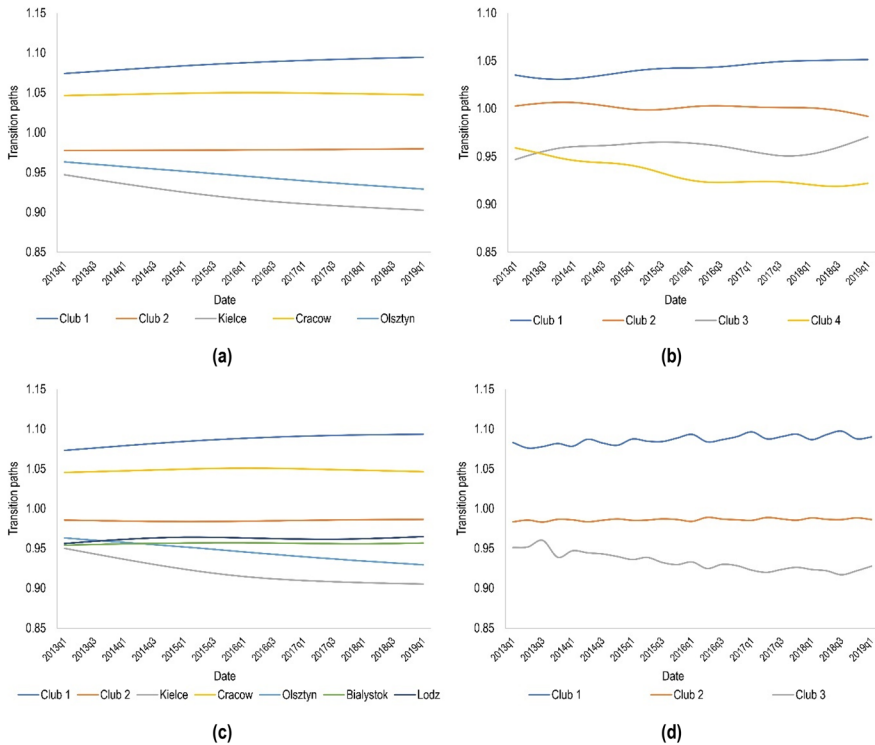 1.15
1.10
1.05
1.00
0.95
0.90
0.85
Transition paths
2013q1 2013q3 2014q1 2014q3 2015q1 2015q3 2016q1 2016q3 2017q1 2017q3 2018q1 2018q3 2019q1
Date
Club 1 Club 2 Kielce Cracow Olsztyn
(a)
1.10
1.05
1.00
0.95
0.90
0.85
Transition paths
2013q1 2013q3 2014q1 2014q3 2015q1 2015q3 2016q1 2016q3 2017q1 2017q3 2018q1 2018q3 2019q1
Date
Club 1 Club 2 Club 3 Club 4
(b)
1.15
1.10
1.05
1.00
0.95
0.90
0.85
Transition paths
2013q1 2013q3 2014q1 2014q3 2015q1 2015q3 2016q1 2016q3 2017q1 2017q3 2018q1 2018q3 2019q1
Date
Club 1 Club 2 Kielce Cracow Olsztyn Bialystok Lodz
(c)
1.15
1.10
1.05
1.00
0.95
0.90
0.85
Transition paths
2013q1 2013q3 2014q1 2014q3 2015q1 2015q3 2016q1 2016q3 2017q1 2017q3 2018q1 2018q3 2019q1
Date
Club 1 Club 2 Club 3
(d)